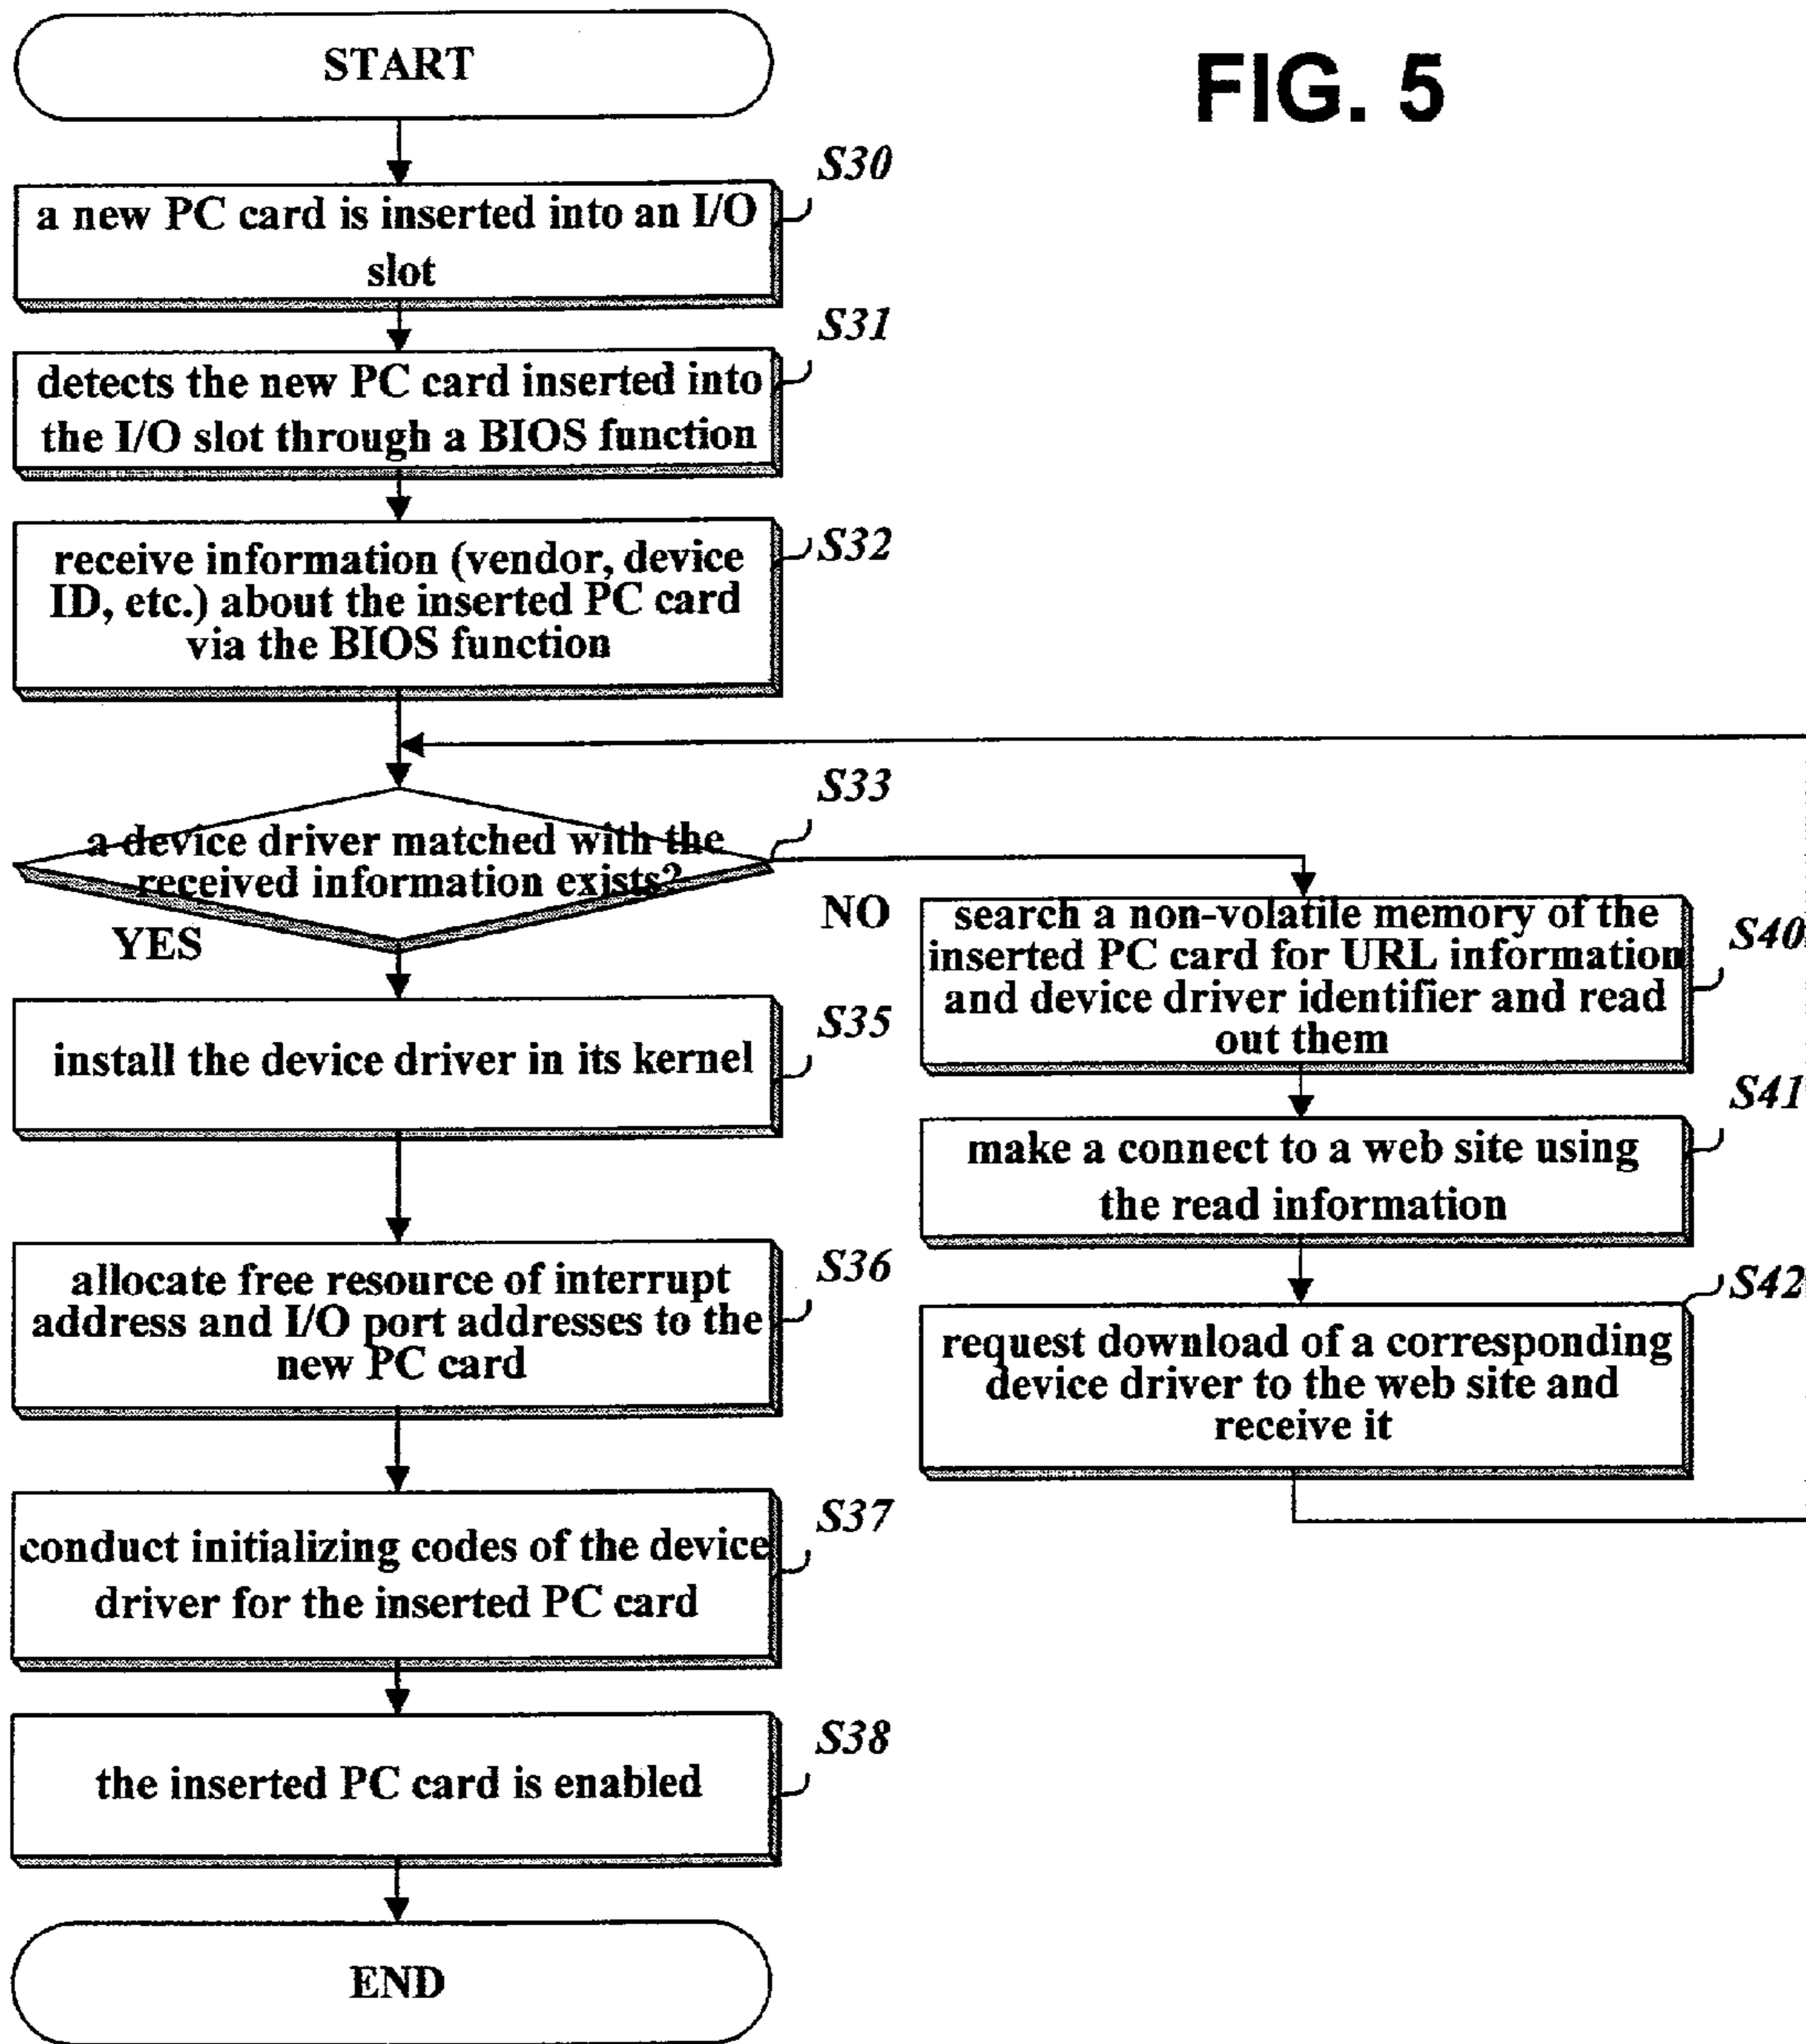 FIG. 5
START
S30
a new PC card is inserted into an I/O
slot
S31
detects the new PC card inserted into
the I/O slot through a BIOS function
S32
receive information (vendor, device
ID, etc.) about the inserted PC card
via the BIOS function
S33
a device driver matched with the
received information exists?
YES
NO
S35
install the device driver in its kernel
S36
allocate free resource of interrupt
address and I/O port addresses to the
new PC card
S37
conduct initializing codes of the device
driver for the inserted PC card
S38
the inserted PC card is enabled
END
S40
search a non-volatile memory of the
inserted PC card for URL information
and device driver identifier and read
out them
S41
make a connect to a web site using
the read information
S42
request download of a corresponding
device driver to the web site and
receive it